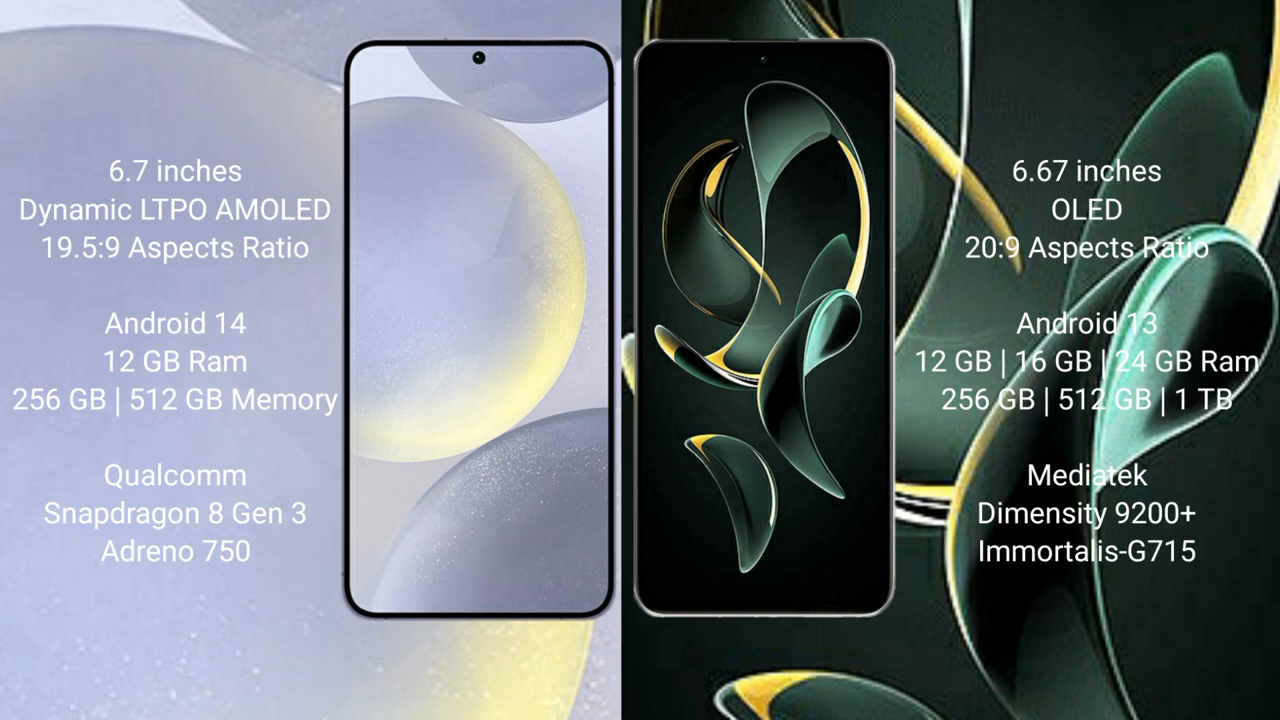 6.7 inches
Dynamic LTPO AMOLED
19.5:9 Aspects Ratio
Android 14
12 GB Ram
256 GB | 512 GB Memory
Qualcomm
Snapdragon 8 Gen 3
Adreno 750
6.67 inches
OLED
20:9 Aspects Ratio
Android 13
12 GB | 16 GB | 24 GB Ram
256 GB | 512 GB | 1 TB
Mediatek
Dimensity 9200+
Immortalis-G715